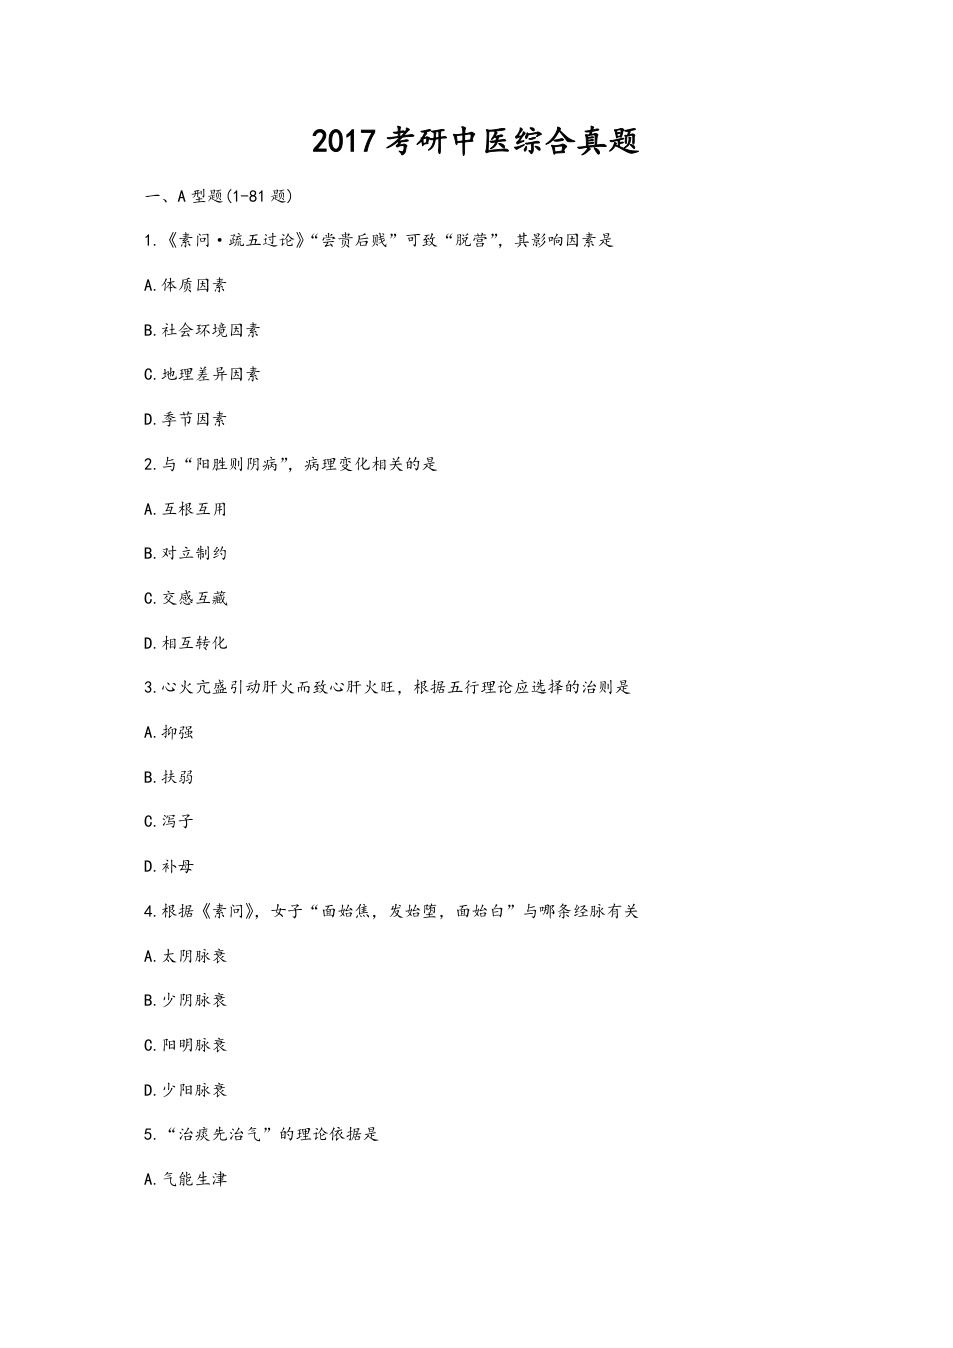 2017考研中医综合真题
一、A 型题(1-81 题)
1.《素问·疏五过论》“尝贵后贱”可致“脱营”，其影响因素是
A.体质因素
B.社会环境因素
C.地理差异因素
D.季节因素
2.与“阳胜则阴病”，病理变化相关的是
A.互根互用
B.对立制约
C.交感互藏
D.相互转化
3.心火亢盛引动肝火而致心肝火旺，根据五行理论应选择的治则是
A.抑强
B.扶弱
C.泻子
D.补母
4.根据《素问》，女子“面始焦，发始堕，面始白”与哪条经脉有关
A.太阴脉衰
B.少阴脉衰
C.阳明脉衰
D.少阳脉衰
5.“治痰先治气”的理论依据是
A.气能生津